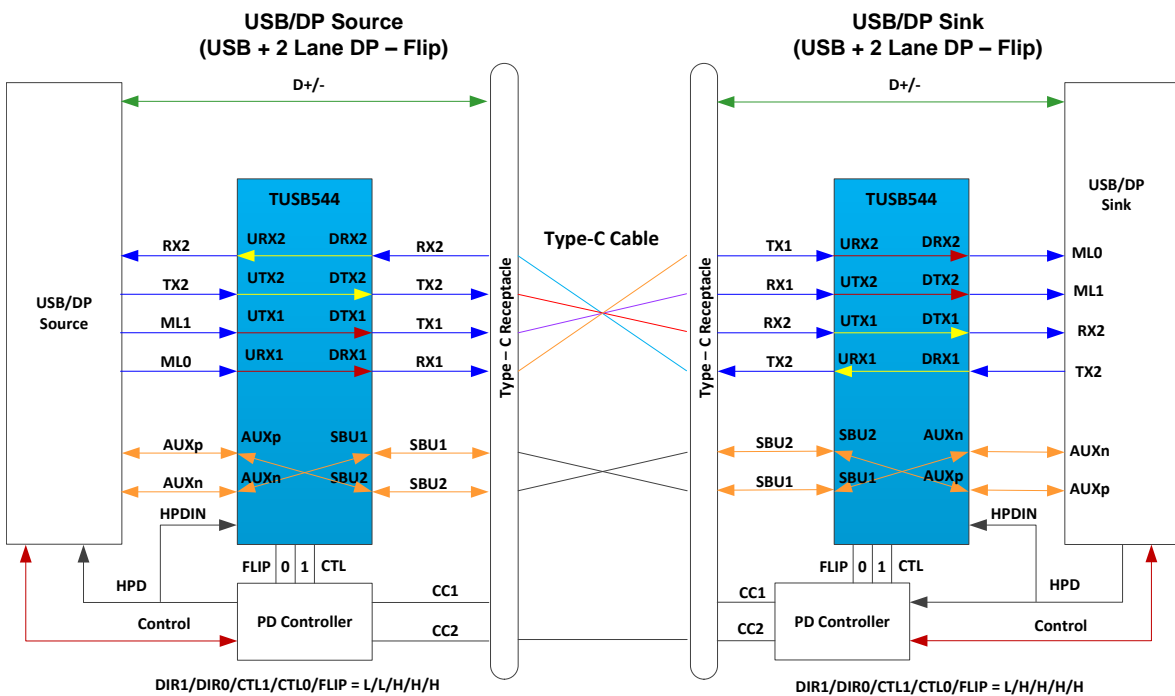 USB/DP Source
(USB + 2 Lane DP – Flip)
USB/DP Sink
(USB + 2 Lane DP – Flip)
D+/-
D+/-
TUSB544
TUSB544
USB/DP
Source
USB/DP
Sink
Type-C Cable
Type – C Receptacle
Type – C Receptacle
RX2
URX2
DRX2
RX2
TX1
URX2
DRX2
ML0
TX2
UTX2
DTX2
TX2
RX1
UTX2
DTX2
ML1
ML1
UTX1
DTX1
TX1
RX2
UTX1
DTX1
RX2
ML0
URX1
DRX1
RX1
TX2
URX1
DRX1
TX2
AUXp
AUXp
SBU1
SBU1
SBU2
SBU2
AUXn
AUXn
AUXn
AUXn
SBU2
SBU2
SBU1
SBU1
AUXp
AUXp
HPDIN
HPDIN
FLIP
0
1
CTL
FLIP
0
1
CTL
HPD
CC1
CC1
HPD
Control
PD Controller
CC2
CC2
PD Controller
Control
DIR1/DIR0/CTL1/CTL0/FLIP = L/L/H/H/H
DIR1/DIR0/CTL1/CTL0/FLIP = L/H/H/H/H